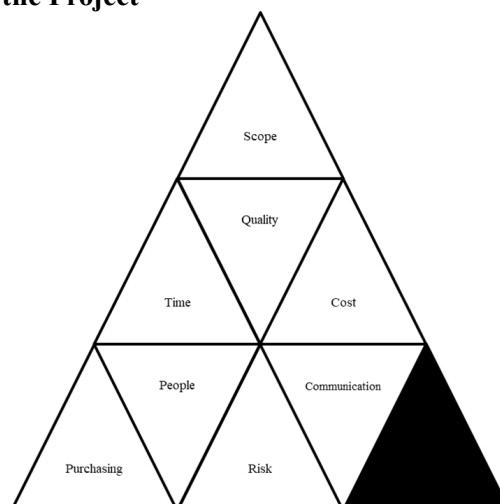 the Project
Scope
Quality
Time
Cost
People
Communication
Purchasing
Risk